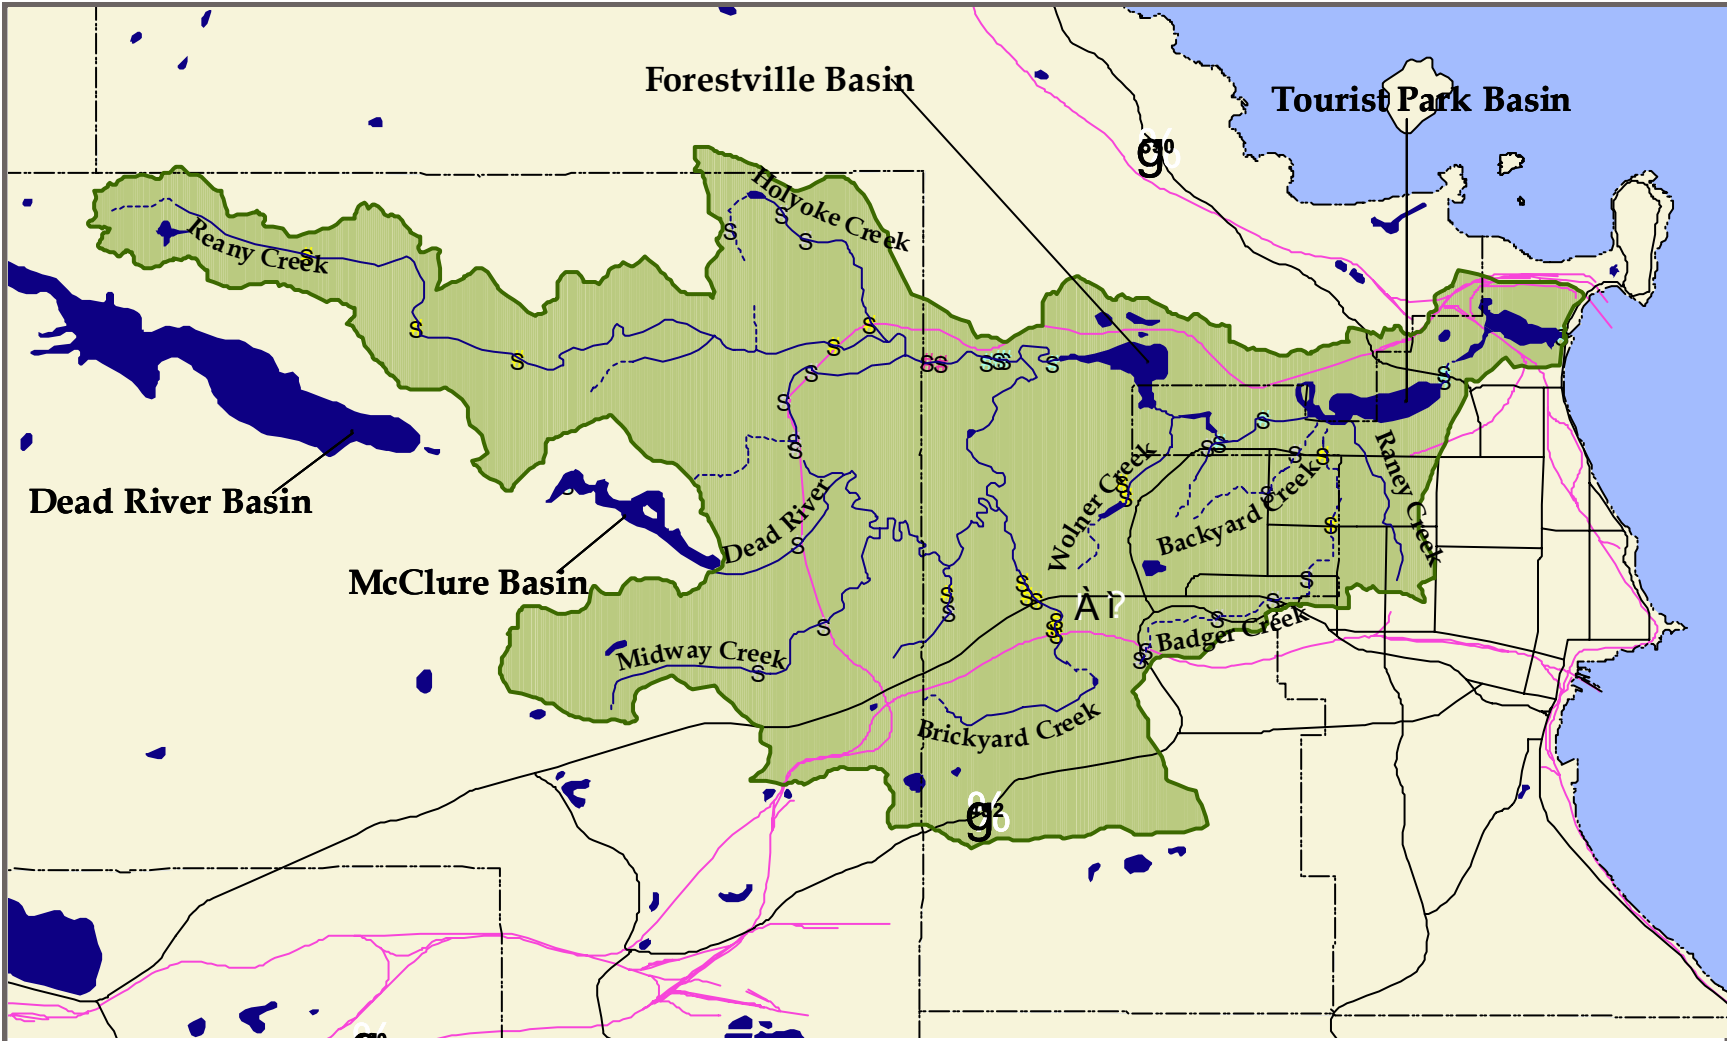 Forestville Basin
Tourist Park Basin
550
Holyoke Creek
Reany Creek
Dead River Basin
Dead River
Wolner Creek
Backyard Creek
Raney Creek
McClure Basin
Badger Creek
Midway Creek
Brickyard Creek